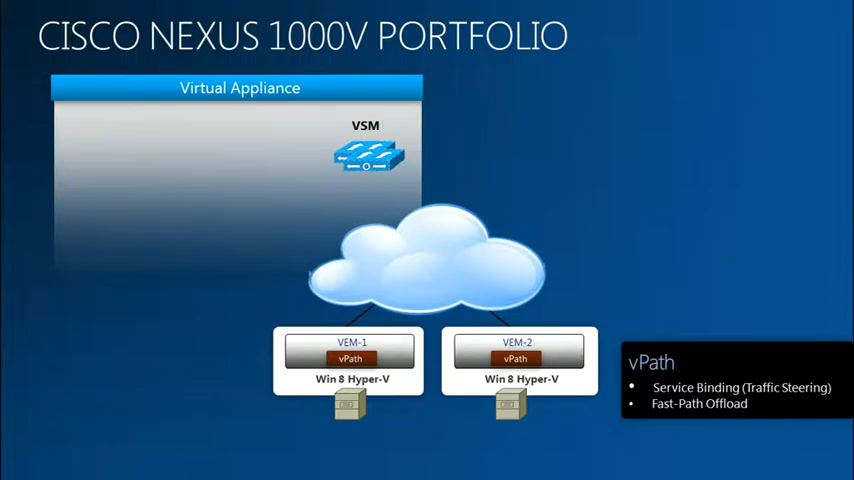 CISCO NEXUS 1000V PORTFOLIO
Virtual Appliance
VSM
VEM-1
vPath
Win 8 Hyper-V
VEM-2
vPath
Win 8 Hyper-V
vPath
• Service Binding (Traffic Steering)
• Fast-Path Offload